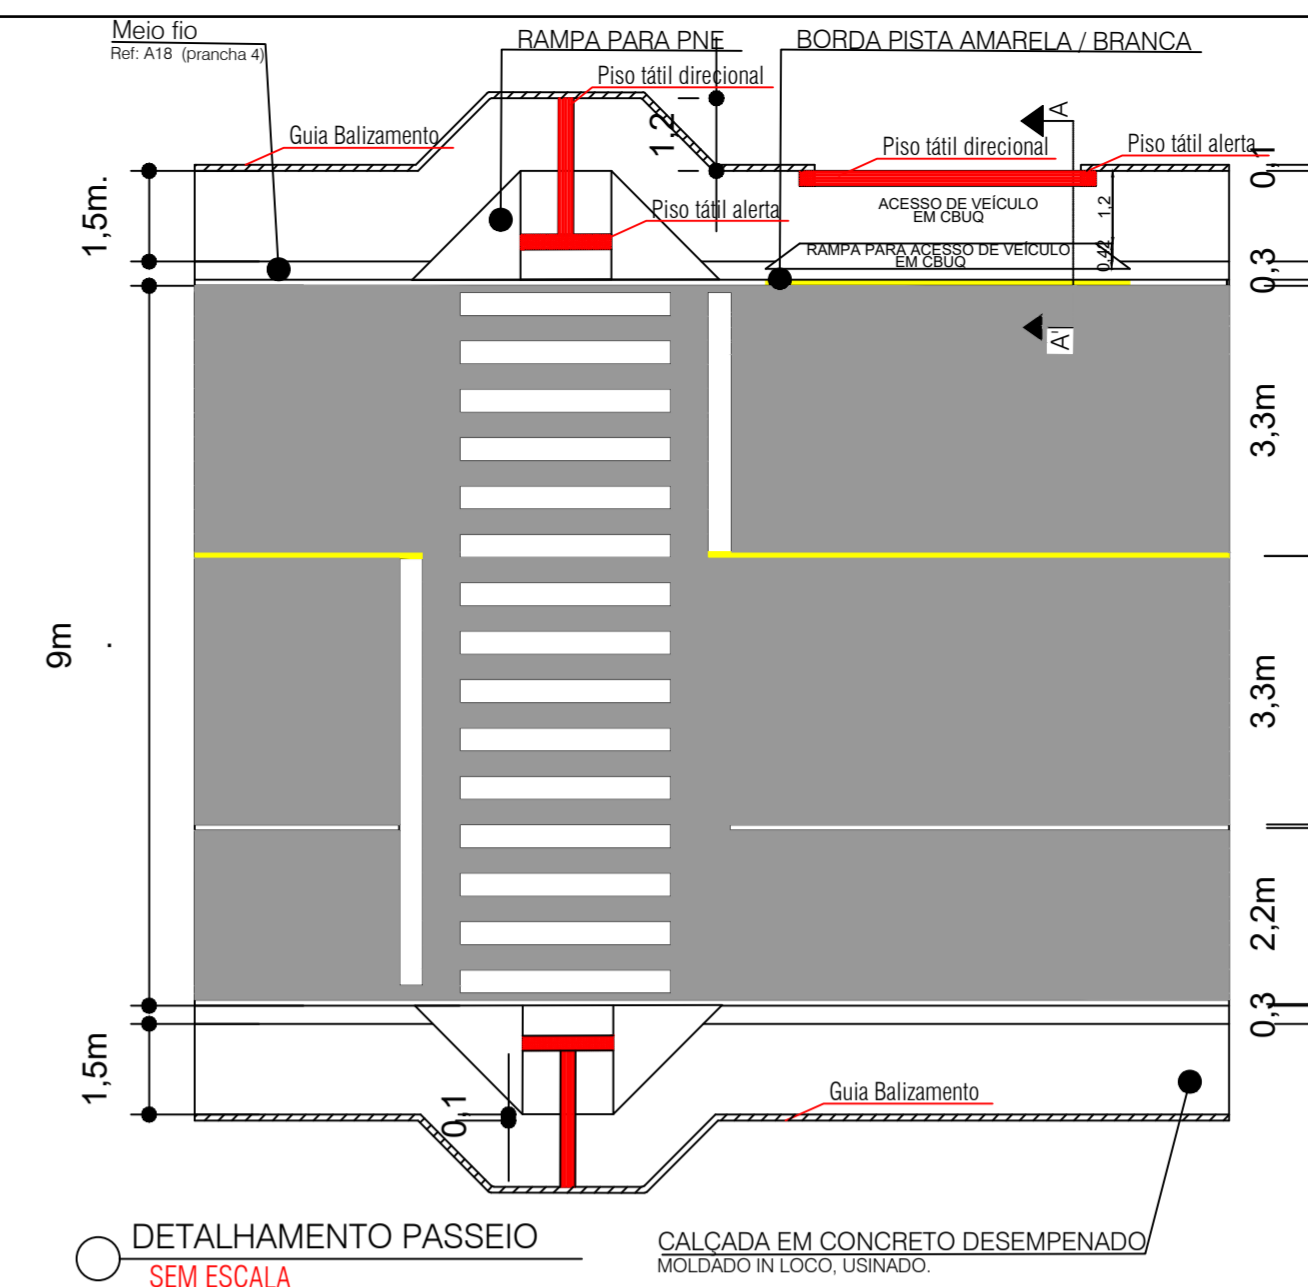 Meio fio
Ref: A18 (prancha 4)
RAMPA PARA PNE
BORDA PISTA AMARELA / BRANCA
Piso tátil direcional
Guia Balizamento
1,2
A
Piso tátil direcional
Piso tátil alerta
0,1
1,5m.
Piso tátil alerta
ACESSO DE VEÍCULO
EM CBUQ
1,2
RAMPA PARA ACESSO DE VEÍCULO
EM CBUQ
0,42
0,3
A'
3,3m
9m
.
3,3m
2,2m
0,3
1,5m
0,1
Guia Balizamento
DETALHAMENTO PASSEIO
SEM ESCALA
CALÇADA EM CONCRETO DESEMPENADO
MOLDADO IN LOCO, USINADO.